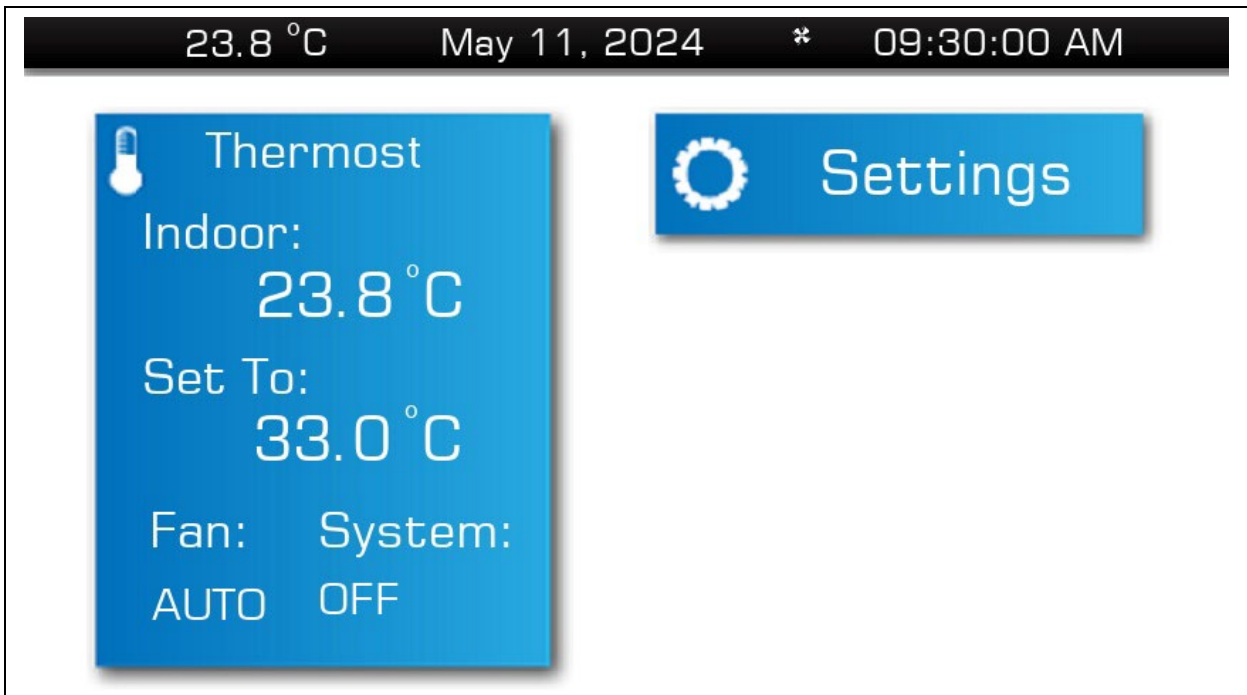 23.8 °C May 11, 2024 09:30:00 AM
Thermost
Settings
Indoor:
23.8 °C
Set To:
33.0 °C
Fan: System:
AUTO OFF